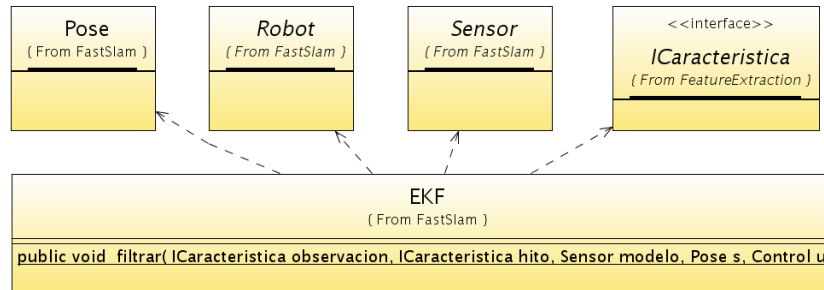 Pose
{ From FastSlam }
Robot
{ From FastSlam }
Sensor
{ From FastSlam }
<<interface>>
ICaracteristica
{ From FeatureExtraction }
EKF
{ From FastSlam }
public void filtrar( ICaracteristica observacion, ICaracteristica hito, Sensor modelo, Pose s, Control u